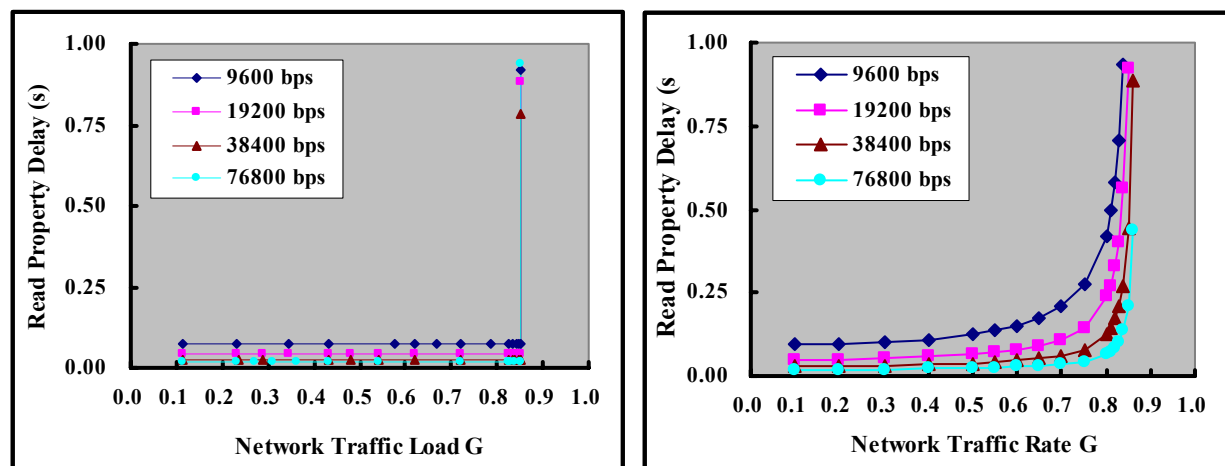 1.00
0.75
0.50
0.25
0.00
Read Property Delay (s)
9600 bps
19200 bps
38400 bps
76800 bps
0.0 0.1 0.2 0.3 0.4 0.5 0.6 0.7 0.8 0.9 1.0
Network Traffic Load G
1.00
0.75
0.50
0.25
0.00
Read Property Delay (s
9600 bps
19200 bps
38400 bps
76800 bps
0.0 0.1 0.2 0.3 0.4 0.5 0.6 0.7 0.8 0.9 1.0
Network Traffic Rate G